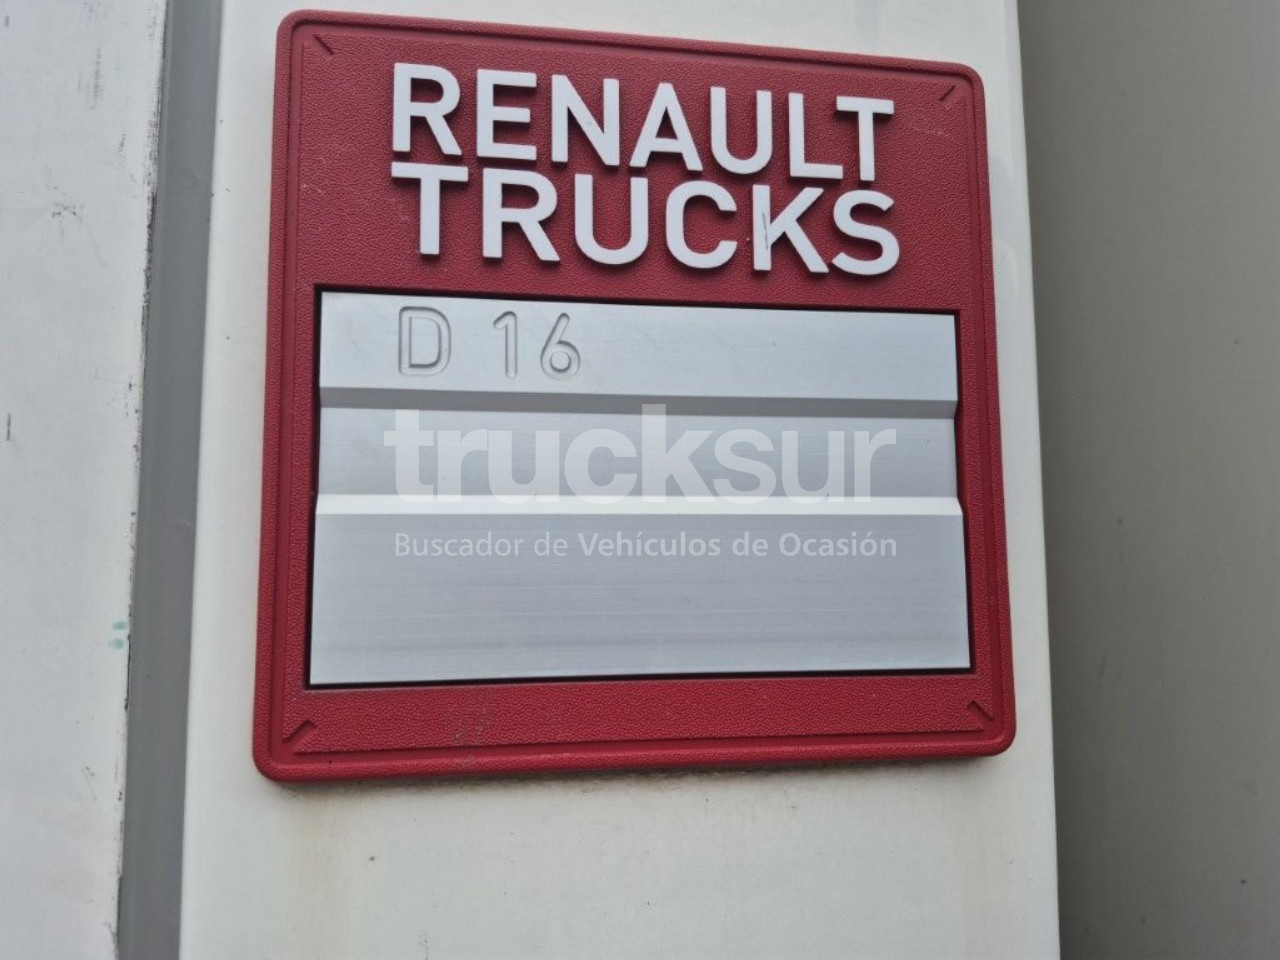 RENAULT
TRUCKS
D 16
trucksur
Buscador de Vehículos de Ocasión